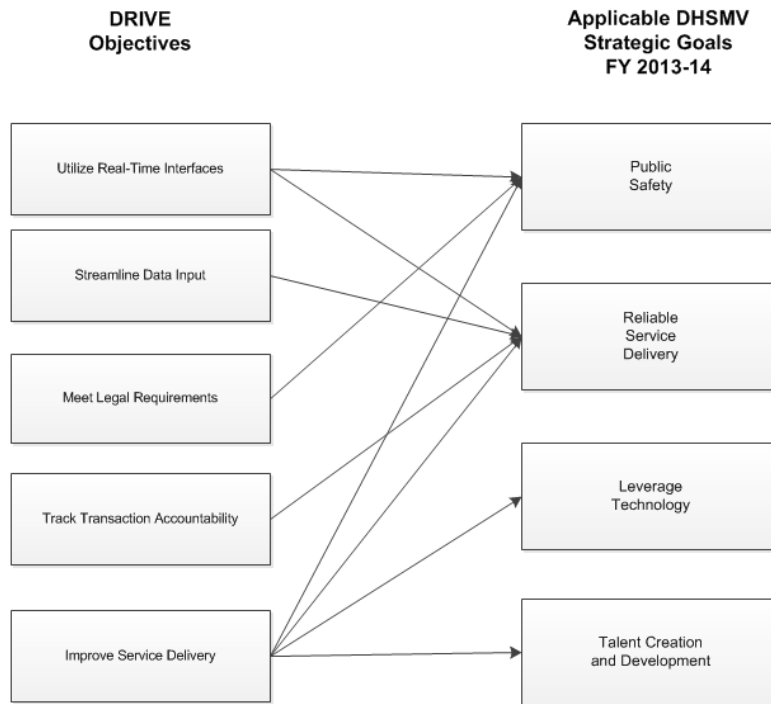 DRIVE
Objectives
Applicable DHSMV
Strategic Goals
FY 2013-14
Utilize Real-Time Interfaces
Streamline Data Input
Meet Legal Requirements
Track Transaction Accountability
Improve Service Delivery
Public
Safety
Reliable
Service
Delivery
Leverage
Technology
Talent Creation
and Development